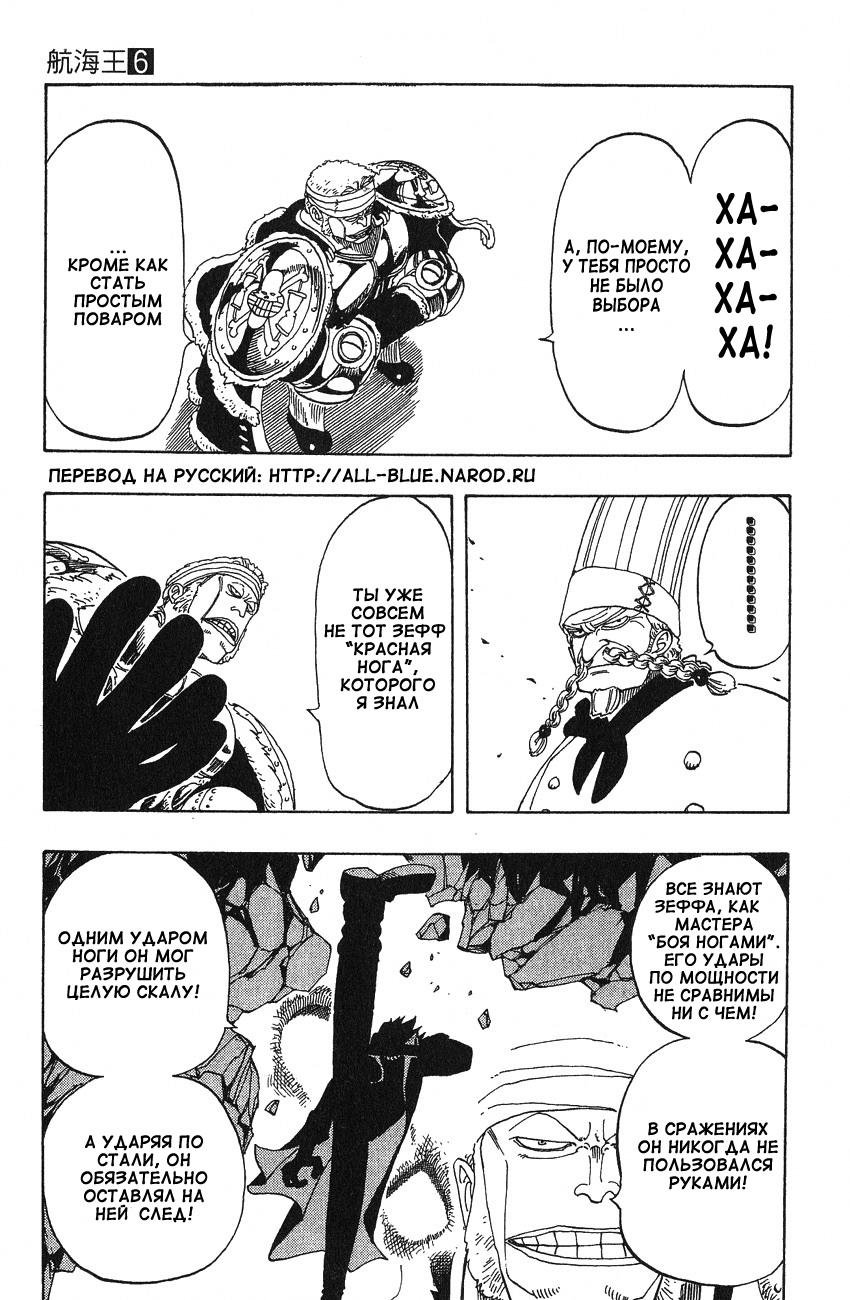 航海王6
ХА-
ХА-
ХА-
ХА!
А, ПО-МОЕМУ,
У ТЕБЯ ПРОСТО
НЕ БЫЛО
ВЫБОРА
...
...
КРОМЕ КАК
СТАТЬ
ПРОСТЫМ
ПОВАРОМ
ПЕРЕВОД НА РУССКИЙ: HTTP://ALL-BLUE.NAROD.RU
ТЫ УЖЕ
СОВСЕМ
НЕ ТОТ ЗЕФФ
"КРАСНАЯ
НОГА",
КОТОРОГО
Я ЗНАЛ
ВСЕ ЗНАЮТ
ЗЕФФА, КАК
МАСТЕРА
"БОЯ НОГАМИ".
ЕГО УДАРЫ
ПО МОЩНОСТИ
НЕ СРАВНИМЫ
НИ С ЧЕМ!
В СРАЖЕНИЯХ
ОН НИКОГДА НЕ
ПОЛЬЗОВАЛСЯ
РУКАМИ!
ОДНИМ УДАРОМ
НОГИ ОН МОГ
РАЗРУШИТЬ
ЦЕЛУЮ СКАЛУ!
А УДАРЯЯ ПО
СТАЛИ, ОН
ОБЯЗАТЕЛЬНО
ОСТАВЛЯЛ НА
НЕЙ СЛЕД!